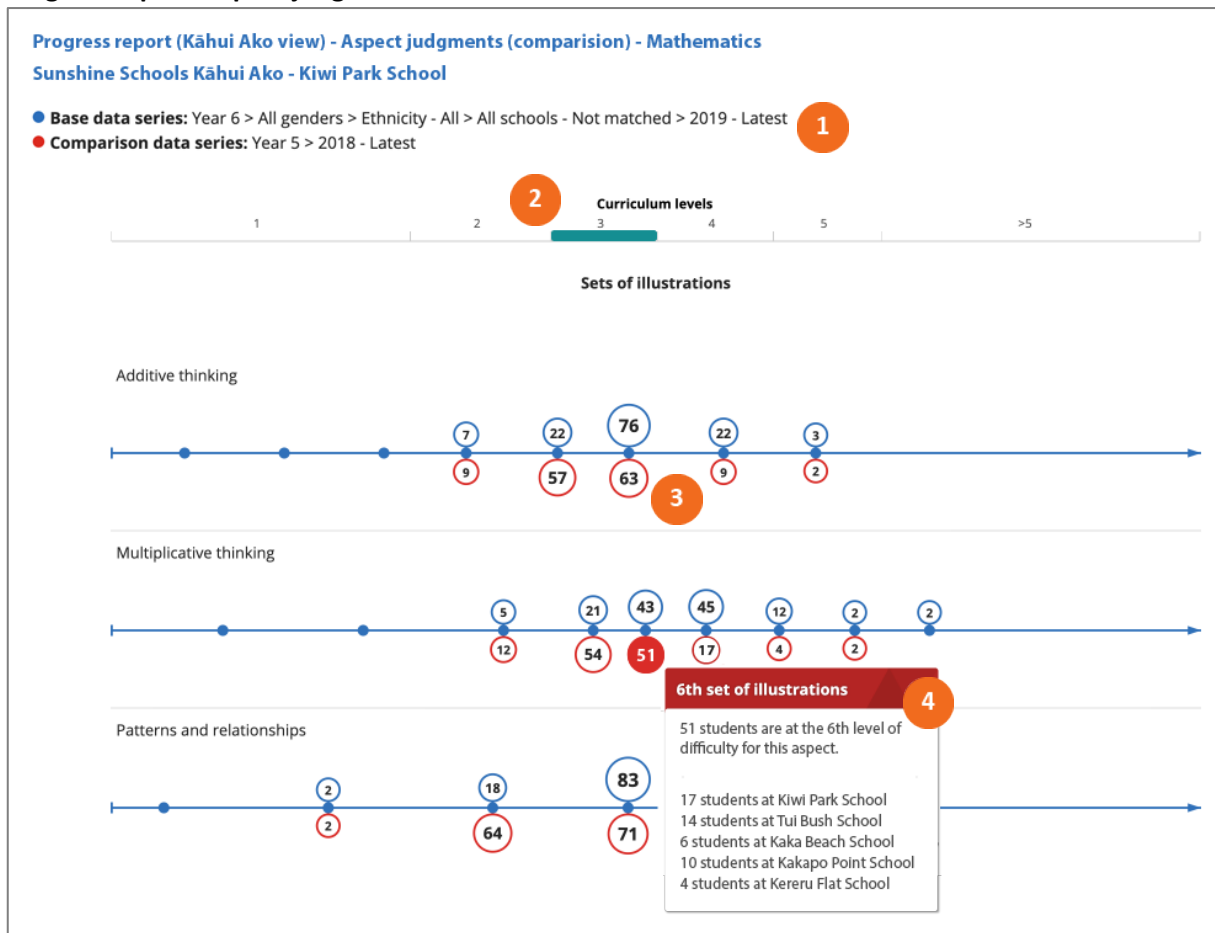 Progress report (Kāhui Ako view) - Aspect judgments (comparision) - Mathematics
Sunshine Schools Kāhui Ako - Kiwi Park School
Base data series: Year 6 > All genders > Ethnicity - All > All schools - Not matched > 2019 - Latest
1
Comparison data series: Year 5 > 2018 - Latest
2
Curriculum levels
1 2 3 4 5 >5
Sets of illustrations
Additive thinking
7 22 76 22 3
9 57 63 9 2
3
Multiplicative thinking
5 21 43 45 12 2 2
12 54 51 17 4 2
6th set of illustrations
4
51 students are at the 6th level of
difficulty for this aspect.
17 students at Kiwi Park School
14 students at Tui Bush School
6 students at Kaka Beach School
10 students at Kakapo Point School
4 students at Kereru Flat School
Patterns and relationships
2 18 83
2 64 71